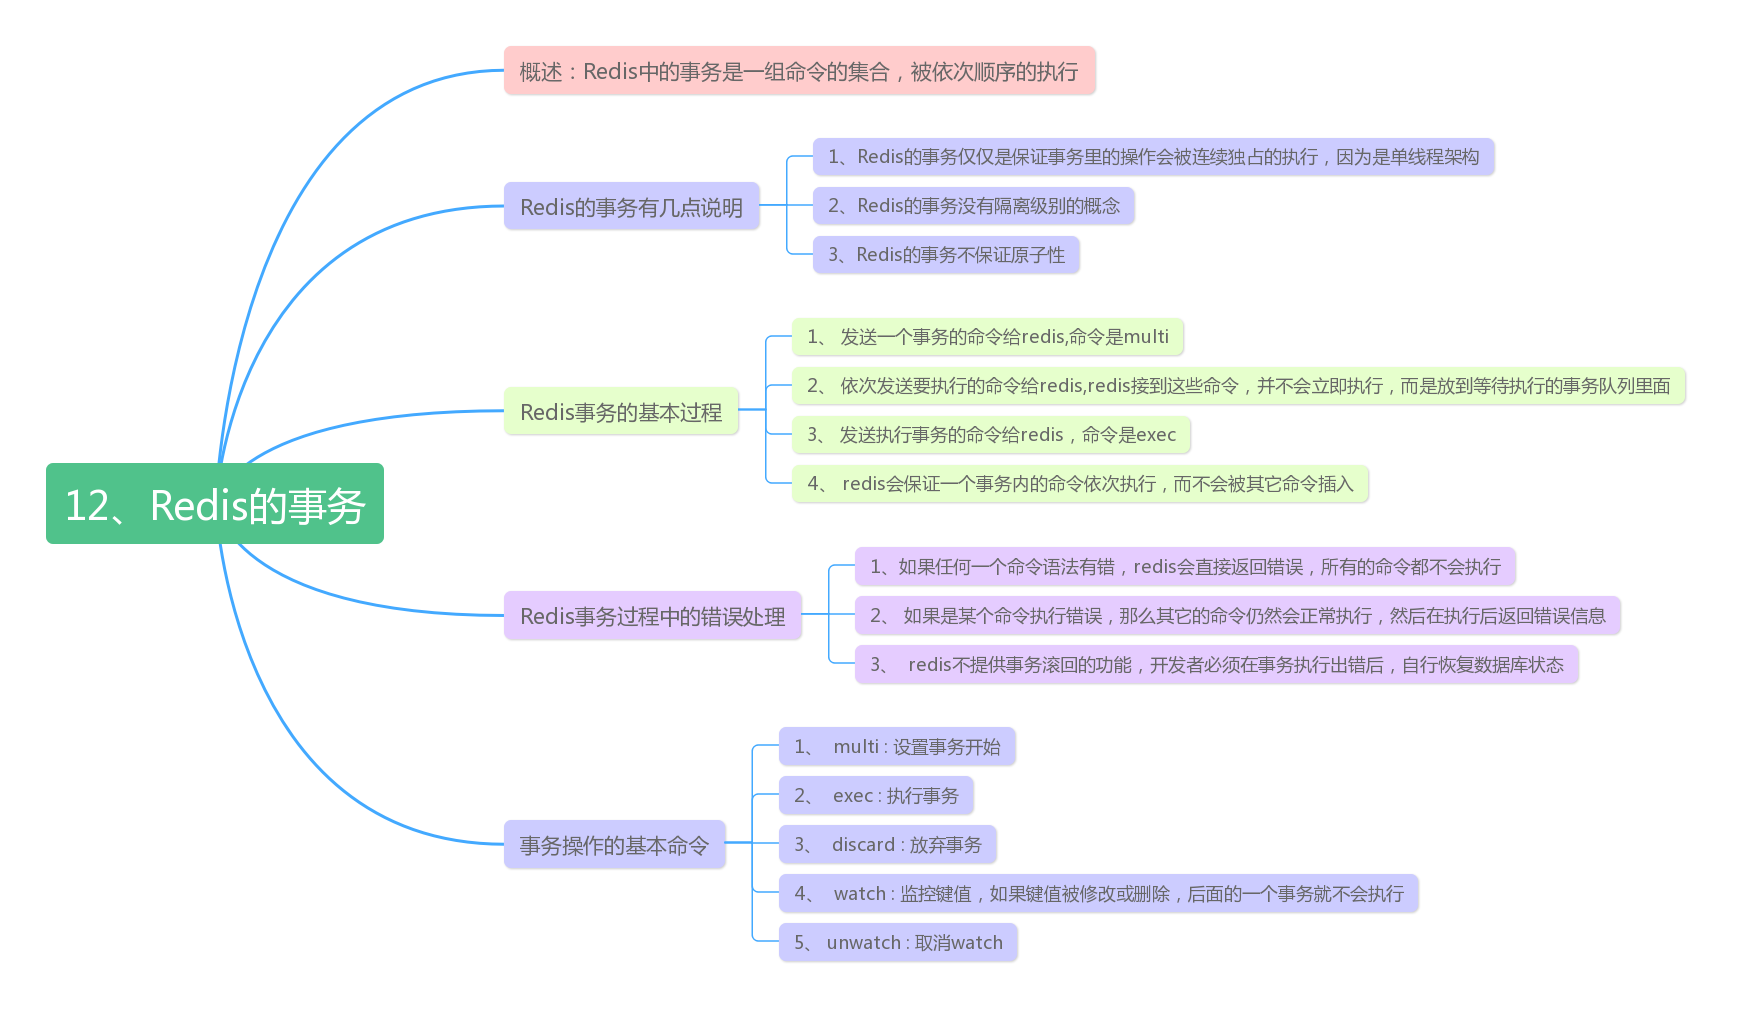 概述：Redis中的事务是一组命令的集合，被依次顺序的执行
1、Redis的事务仅仅是保证事务里的操作会被连续独占的执行，因为是单线程架构
Redis的事务有几点说明
2、Redis的事务没有隔离级别的概念
3、Redis的事务不保证原子性
1、 发送一个事务的命令给redis,命令是multi
2、 依次发送要执行的命令给redis,redis接到这些命令，并不会立即执行，而是放到等待执行的事务队列里面
Redis事务的基本过程
3、 发送执行事务的命令给redis，命令是exec
4、 redis会保证一个事务内的命令依次执行，而不会被其它命令插入
12、Redis的事务
1、如果任何一个命令语法有错，redis会直接返回错误，所有的命令都不会执行
Redis事务过程中的错误处理
2、 如果是某个命令执行错误，那么其它的命令仍然会正常执行，然后在执行后返回错误信息
3、 redis不提供事务滚回的功能，开发者必须在事务执行出错后，自行恢复数据库状态
1、 multi : 设置事务开始
2、 exec : 执行事务
事务操作的基本命令
3、 discard : 放弃事务
4、 watch : 监控键值，如果键值被修改或删除，后面的一个事务就不会执行
5、 unwatch : 取消watch